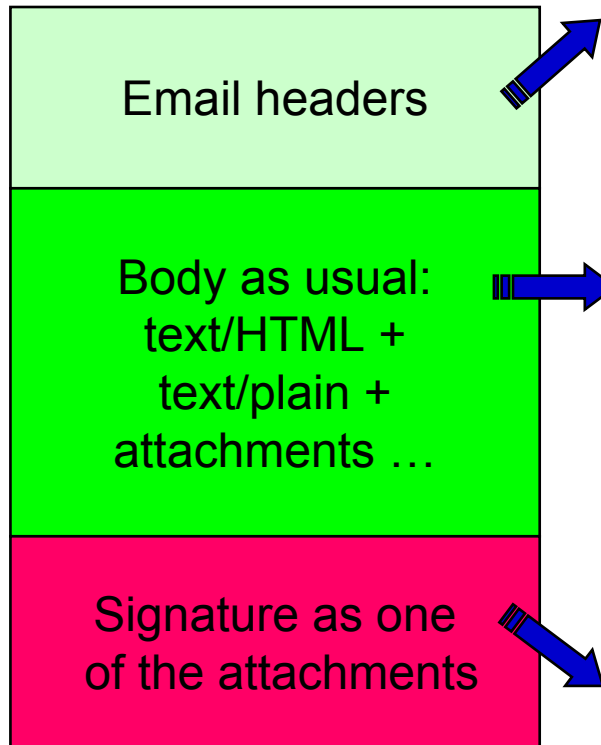 Email headers
Body as usual:
text/HTML +
text/plain +
attachments …
Signature as one
of the attachments